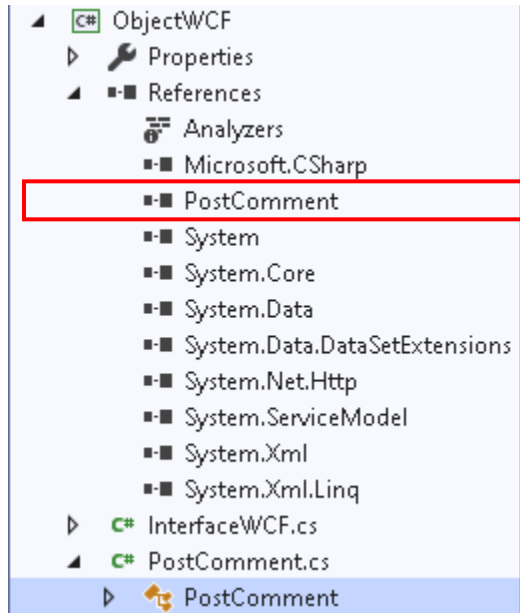 C# ObjectWCF
Properties
References
Analyzers
Microsoft.CSharp
PostComment
System
System.Core
System.Data
System.Data.DataSetExtensions
System.Net.Http
System.ServiceModel
System.Xml
System.Xml.Linq
C# InterfaceWCF.cs
C# PostComment.cs
PostComment